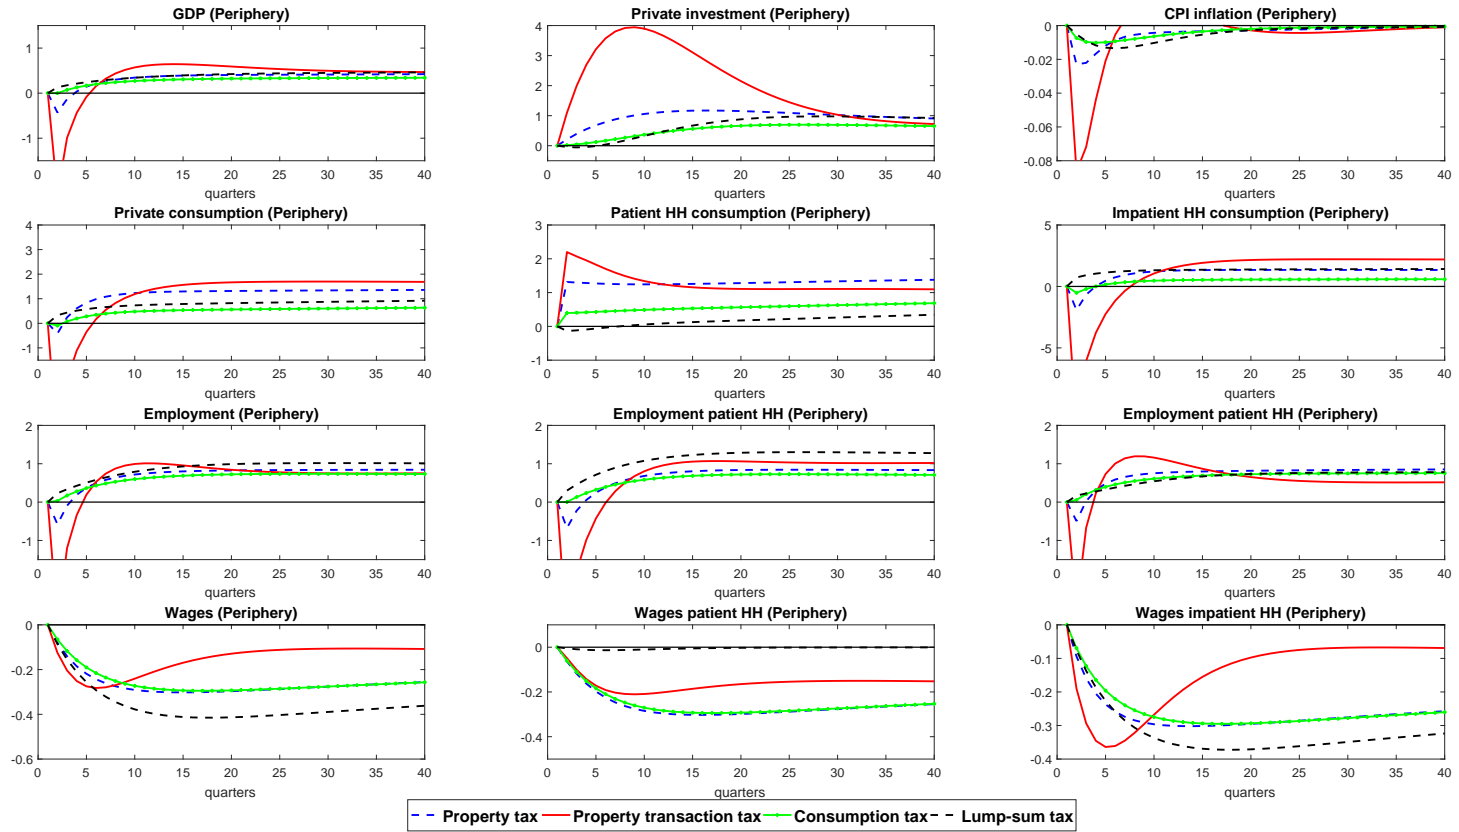 GDP (Periphery)
1
0
-1
0 5 10 15 20 25 30 35 40
quarters
Private investment (Periphery)
4
3
2
1
0
0 5 10 15 20 25 30 35 40
quarters
CPI inflation (Periphery)
0
-0.02
-0.04
-0.06
-0.08
0 5 10 15 20 25 30 35 40
quarters
Private consumption (Periphery)
4
3
2
1
0
-1
0 5 10 15 20 25 30 35 40
quarters
Patient HH consumption (Periphery)
3
2
1
0
-1
0 5 10 15 20 25 30 35 40
quarters
Impatient HH consumption (Periphery)
5
0
-5
0 5 10 15 20 25 30 35 40
quarters
Employment (Periphery)
2
1
0
-1
0 5 10 15 20 25 30 35 40
quarters
Employment patient HH (Periphery)
2
1
0
-1
0 5 10 15 20 25 30 35 40
quarters
Employment patient HH (Periphery)
2
1
0
-1
0 5 10 15 20 25 30 35 40
quarters
Wages (Periphery)
0
-0.2
-0.4
-0.6
0 5 10 15 20 25 30 35 40
quarters
Wages patient HH (Periphery)
0
-0.2
-0.4
0 5 10 15 20 25 30 35 40
quarters
Wages impatient HH (Periphery)
0
-0.1
-0.2
-0.3
-0.4
0 5 10 15 20 25 30 35 40
quarters
Property tax Property transaction tax Consumption tax Lump-sum tax